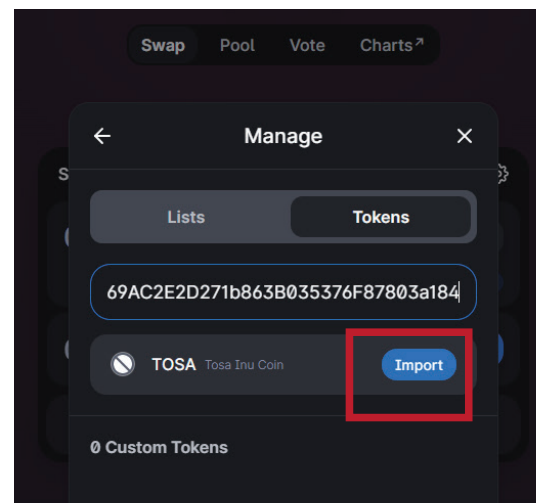 Swap Pool Vote Charts↗
Manage
Lists Tokens
69AC2E2D271b863B035376F87803a184
TOSA Tosa Inu Coin Import
0 Custom Tokens